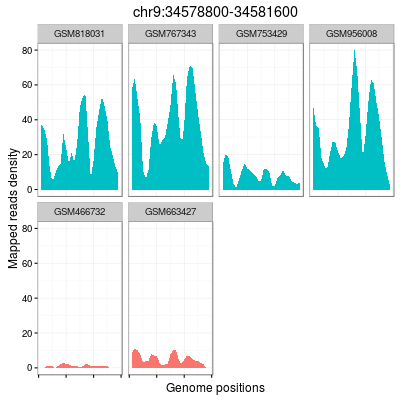 chr9:34578800-34581600
GSM818031 GSM767343 GSM753429 GSM956008
80
60
40
20
0
GSM466732 GSM663427
80
60
40
20
0
Mapped reads density
Genome positions